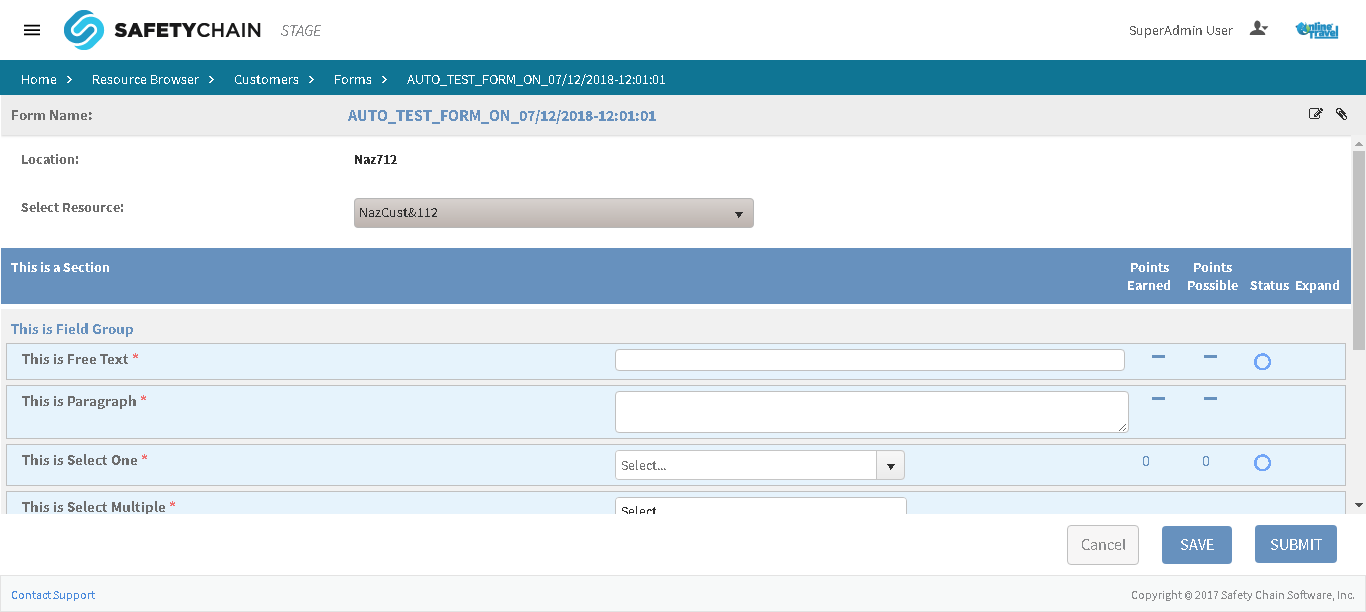 SAFETYCHAIN STAGE
SuperAdmin User
Online Travel
Home > Resource Browser > Customers > Forms > AUTO_TEST_FORM_ON_07/12/2018-12:01:01
Form Name: AUTO_TEST_FORM_ON_07/12/2018-12:01:01
Location: Naz712
Select Resource: NazCust&112
This is a Section
Points Earned
Points Possible
Status
Expand
This is Field Group
This is Free Text *
This is Paragraph *
This is Select One * Select... 0 0
This is Select Multiple * Select
Cancel SAVE SUBMIT
Contact Support
Copyright © 2017 Safety Chain Software, Inc.